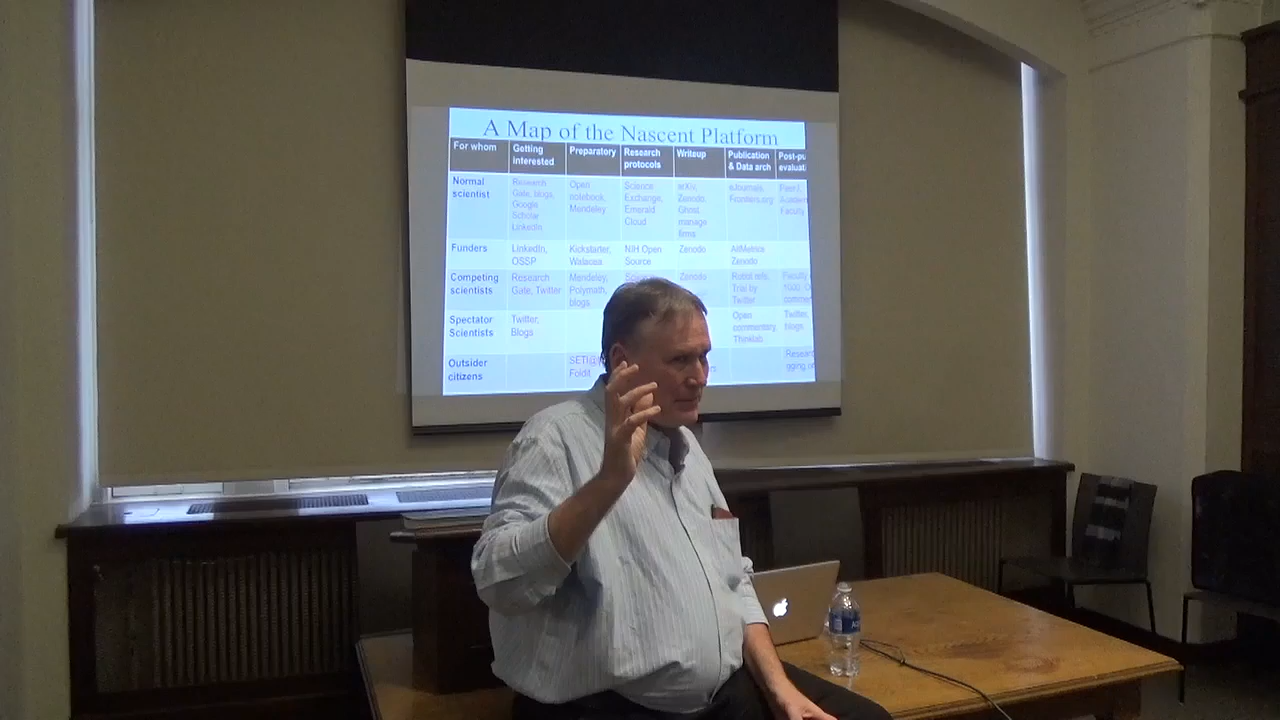 A Map of the Nascent Platform
For whom Getting interested Preparatory Research protocols Writeup Publication & Data arch
Normal scientist Research Gate, blogs, Google Scholar LinkedIn Open notebook, Mendeley Science Exchange, Emerald Cloud arXiv, Zenodo, Ghost manage firms eJournals, Frontiers.org
Funders LinkedIn, OSSP Kickstarter, Walacea NIH Open Source Zenodo AltMetrics Zenodo
Competing scientists Research Gate, Twitter Mendeley, Polymath, blogs Zenodo Robot refs, Trial by Twitter Faculty 1000,
Spectator Scientists Twitter, Blogs Open commentary, Thinklab Twitter, blogs
Outsider citizens Foldit